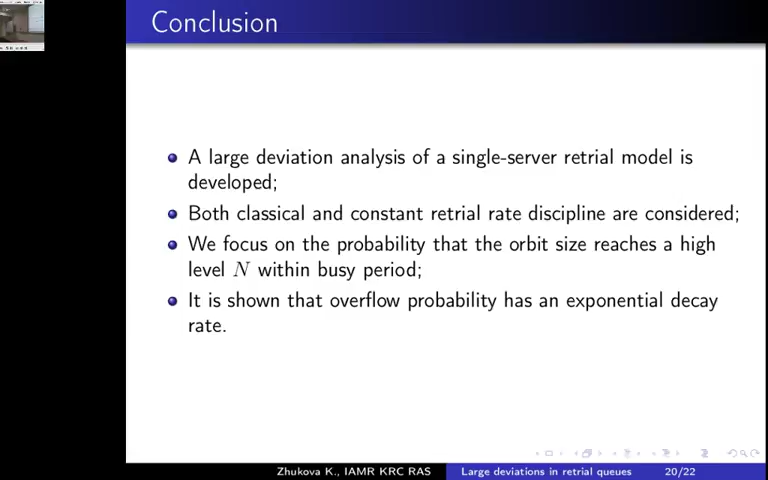 Conclusion
A large deviation analysis of a single-server retrial model is
developed;
Both classical and constant retrial rate discipline are considered;
We focus on the probability that the orbit size reaches a high
level N within busy period;
It is shown that overflow probability has an exponential decay
rate.
Zhukova K., IAMR KRC RAS Large deviations in retrial queues 20/22